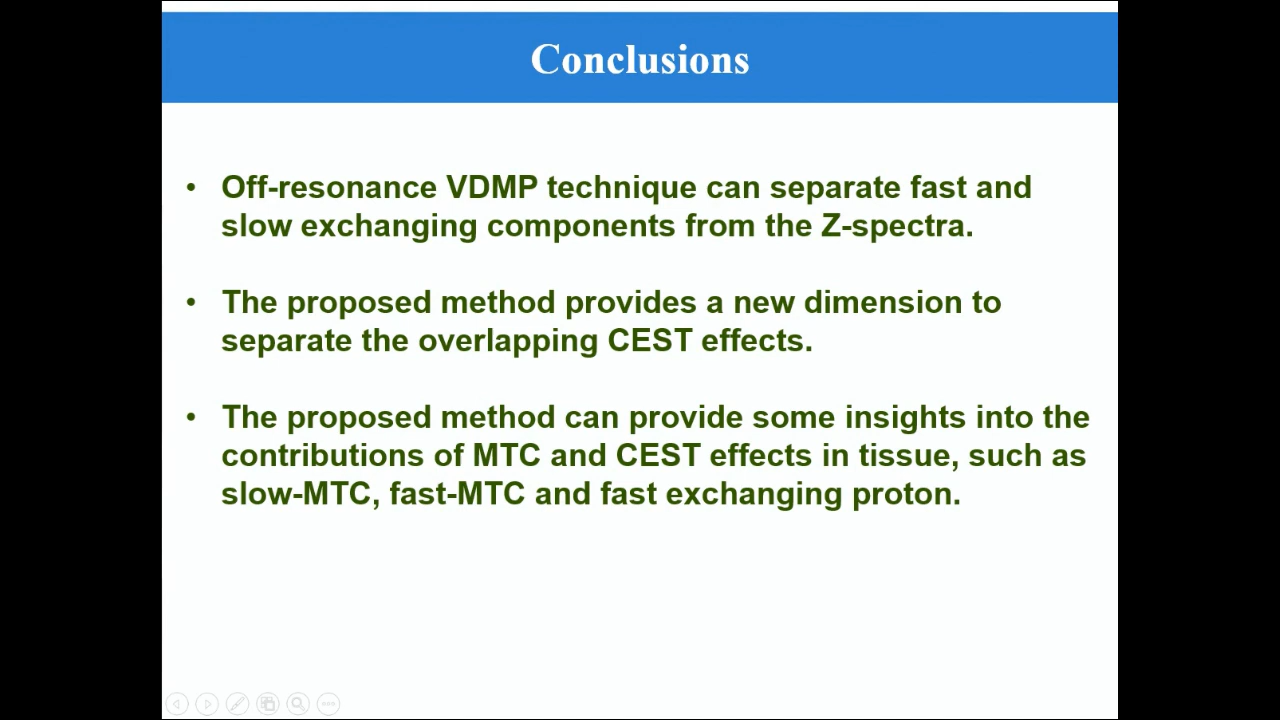 Conclusions
• Off-resonance VDMP technique can separate fast and
slow exchanging components from the Z-spectra.
• The proposed method provides a new dimension to
separate the overlapping CEST effects.
• The proposed method can provide some insights into the
contributions of MTC and CEST effects in tissue, such as
slow-MTC, fast-MTC and fast exchanging proton.